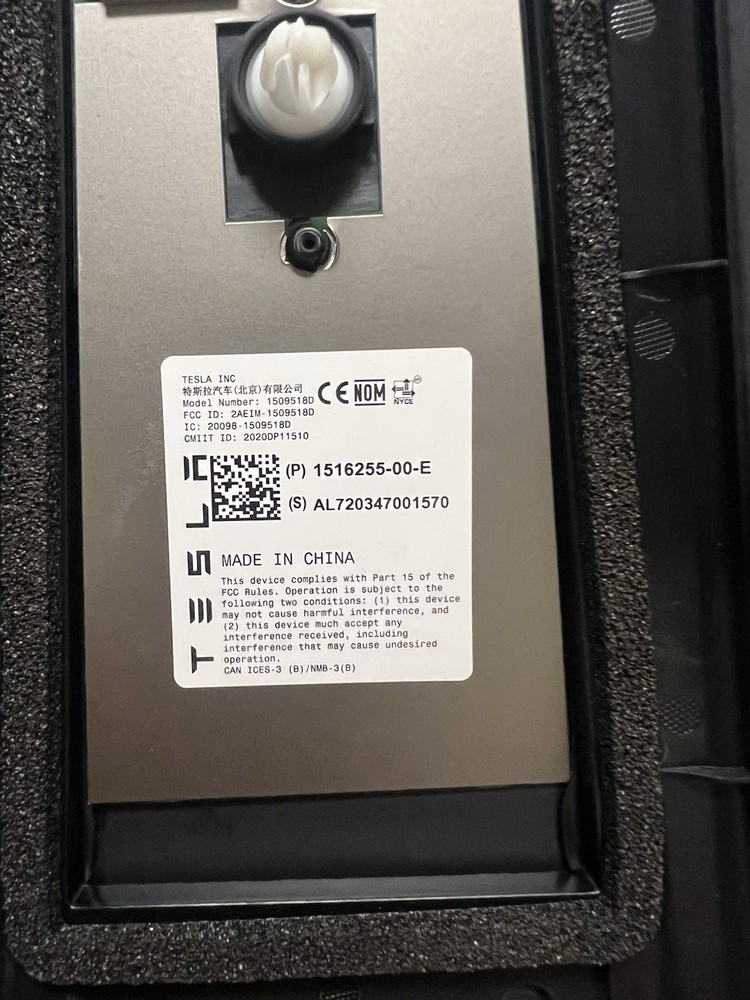 TESLA INC
特斯拉汽车(北京)有限公司
Model Number: 1509518D
FCC ID: 2AEIM-1509518D
IC: 20098-1509518D
CMIIT ID: 2020DP11510
CE NOM NYCE
(P) 1516255-00-E
(S) AL720347001570
TESLA
MADE IN CHINA
This device complies with Part 15 of the
FCC Rules. Operation is subject to the
following two conditions: (1) this device
may not cause harmful interference, and
(2) this device much accept any
interference received, including
interference that may cause undesired
operation.
CAN ICES-3 (B)/NMB-3(B)